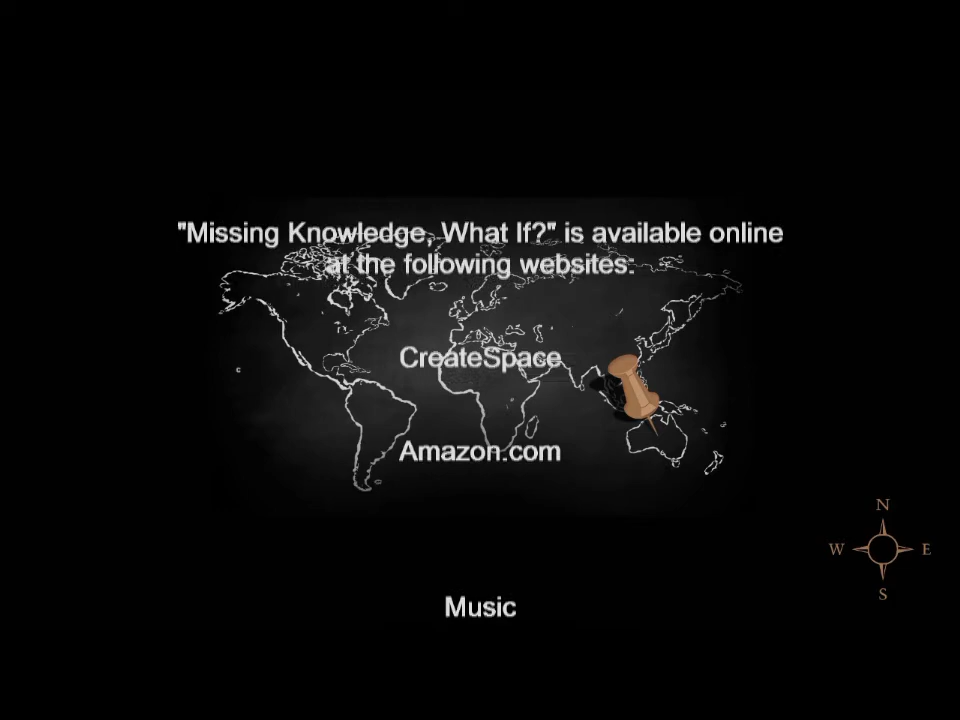 "Missing Knowledge, What If?" is available online
at the following websites:
CreateSpace
Amazon.com
N
W E
S
Music